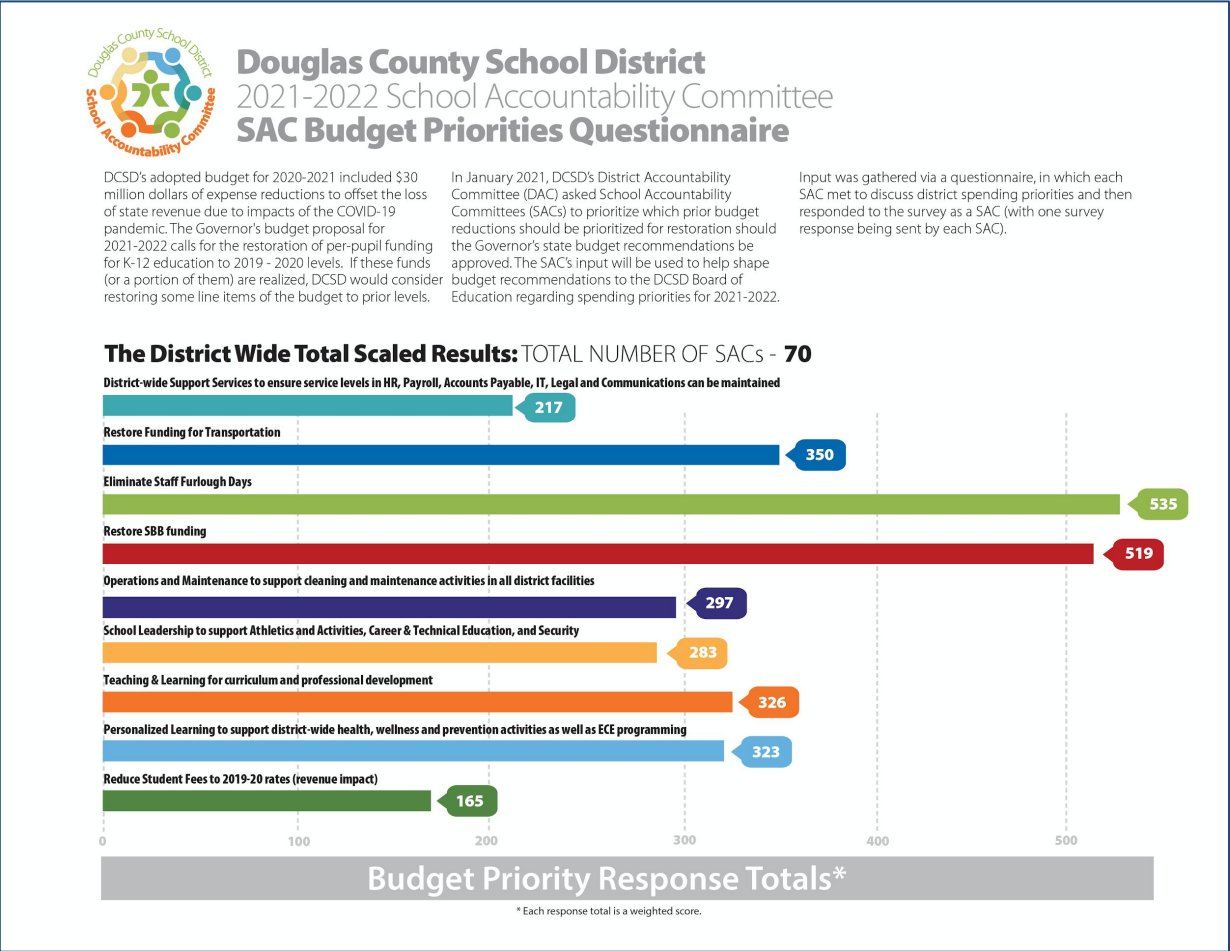 Douglas County School District
School Accountability Committee
Douglas County School District
2021-2022 School Accountability Committee
SAC Budget Priorities Questionnaire
DCSD's adopted budget for 2020-2021 included $30
million dollars of expense reductions to offset the loss
of state revenue due to impacts of the COVID-19
pandemic. The Governor's budget proposal for
2021-2022 calls for the restoration of per-pupil funding
for K-12 education to 2019 - 2020 levels.  If these funds
(or a portion of them) are realized, DCSD would consider
restoring some line items of the budget to prior levels.
In January 2021, DCSD's District Accountability
Committee (DAC) asked School Accountability
Committees (SACs) to prioritize which prior budget
reductions should be prioritized for restoration should
the Governor's state budget recommendations be
approved. The SAC's input will be used to help shape
budget recommendations to the DCSD Board of
Education regarding spending priorities for 2021-2022.
Input was gathered via a questionnaire, in which each
SAC met to discuss district spending priorities and then
responded to the survey as a SAC (with one survey
response being sent by each SAC).
The District Wide Total Scaled Results: TOTAL NUMBER OF SACs - 70
District-wide Support Services to ensure service levels in HR, Payroll, Accounts Payable, IT, Legal and Communications can be maintained
217
Restore Funding for Transportation
350
Eliminate Staff Furlough Days
535
Restore SBB funding
519
Operations and Maintenance to support cleaning and maintenance activities in all district facilities
297
School Leadership to support Athletics and Activities, Career & Technical Education, and Security
283
Teaching & Learning for curriculum and professional development
326
Personalized Learning to support district-wide health, wellness and prevention activities as well as ECE programming
323
Reduce Student Fees to 2019-20 rates (revenue impact)
165
0 100 200 300 400 500
Budget Priority Response Totals*
* Each response total is a weighted score.